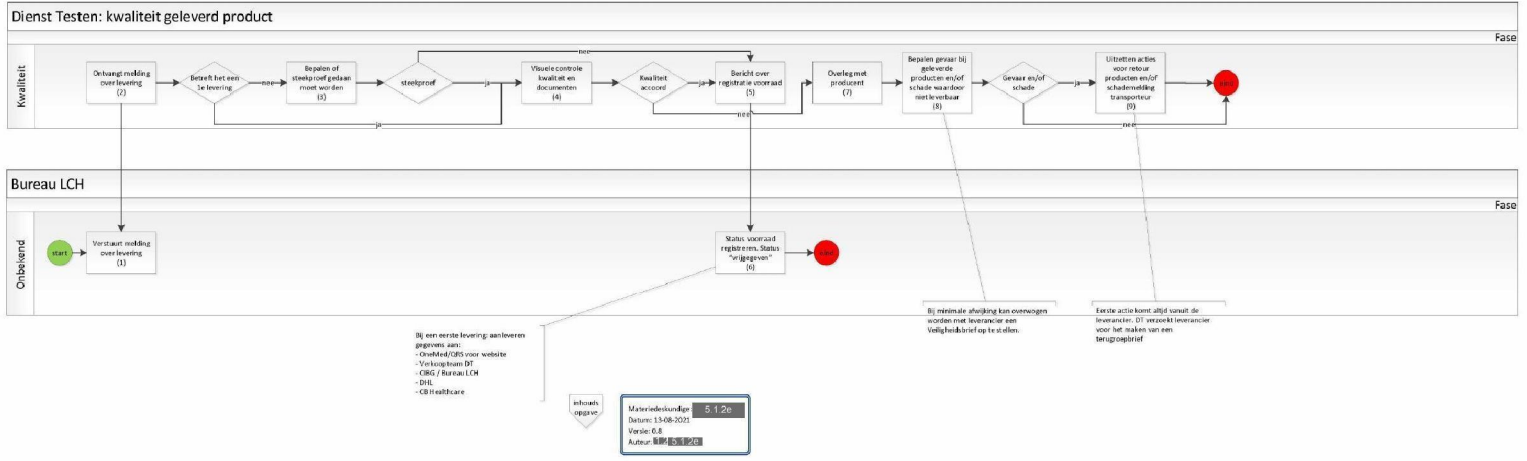 Dienst Testen: kwaliteit geleverd product
Fase
Kwaliteit
Ontvangt melding
over levering
(2)
Betreft het een
1e levering
nee
ja
Bepalen of
steekproef gedaan
moet worden
(3)
steekproef
nee
ja
Visuele controle
kwaliteit en
documenten
(4)
Kwaliteit
accoord
ja
nee
Bericht over
registratie voorraad
(5)
Overleg met
producent
(7)
Bepalen gevaar bij
geleverde
producten en/of
schade waardoor
niet leverbaar
(8)
Gevaar en/of
schade
ja
nee
Uitzetten acties
voor retour
producten en/of
schademelding
transporteur
(9)
eind
Bureau LCH
Fase
Onbekend
start
Verstuurt melding
over levering
(1)
Status voorraad
registreren. Status
"vrijgegeven"
(6)
eind
Bij een eerste levering: aanleveren
gegevens aan:
- OneMed/QRS voor website
- Verkoopteam DT
- CIBG / Bureau LCH
- DHL
- CB Healthcare
Bij minimale afwijking kan overwogen
worden met leverancier een
Veiligheidsbrief op te stellen.
Eerste actie komt altijd vanuit de
leverancier. DT verzoekt leverancier
voor het maken van een
terugroepbrief
inhouds
opgave
Materiedeskundige: 5.1.2e
Datum: 13-08-2021
Versie: 0.8
Auteur: 1.2 5.1.2e